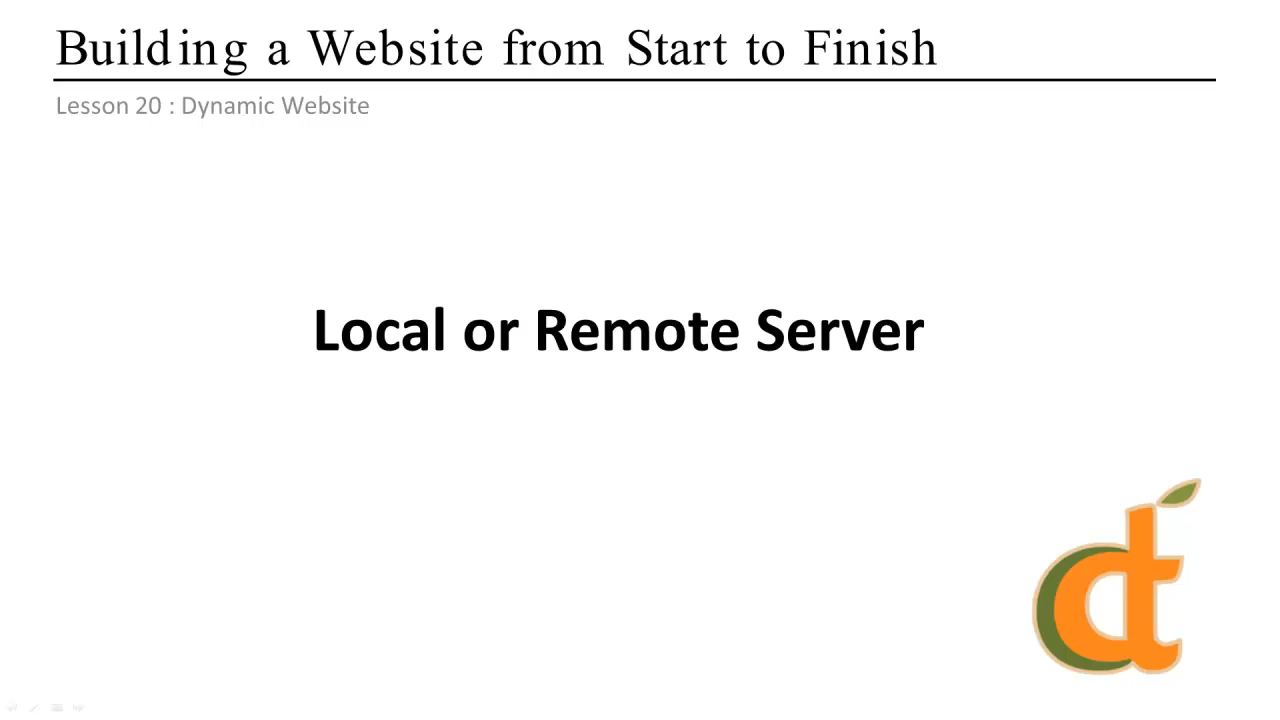 Building a Website from Start to Finish
Lesson 20 : Dynamic Website
Local or Remote Server